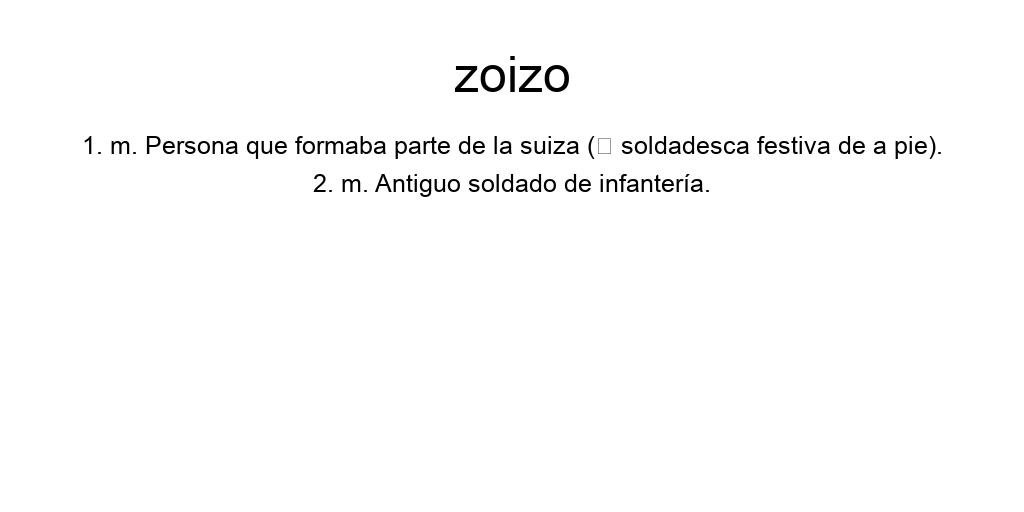 zoizo
1. m. Persona que formaba parte de la suiza (□ soldadesca festiva de a pie).
2. m. Antiguo soldado de infantería.